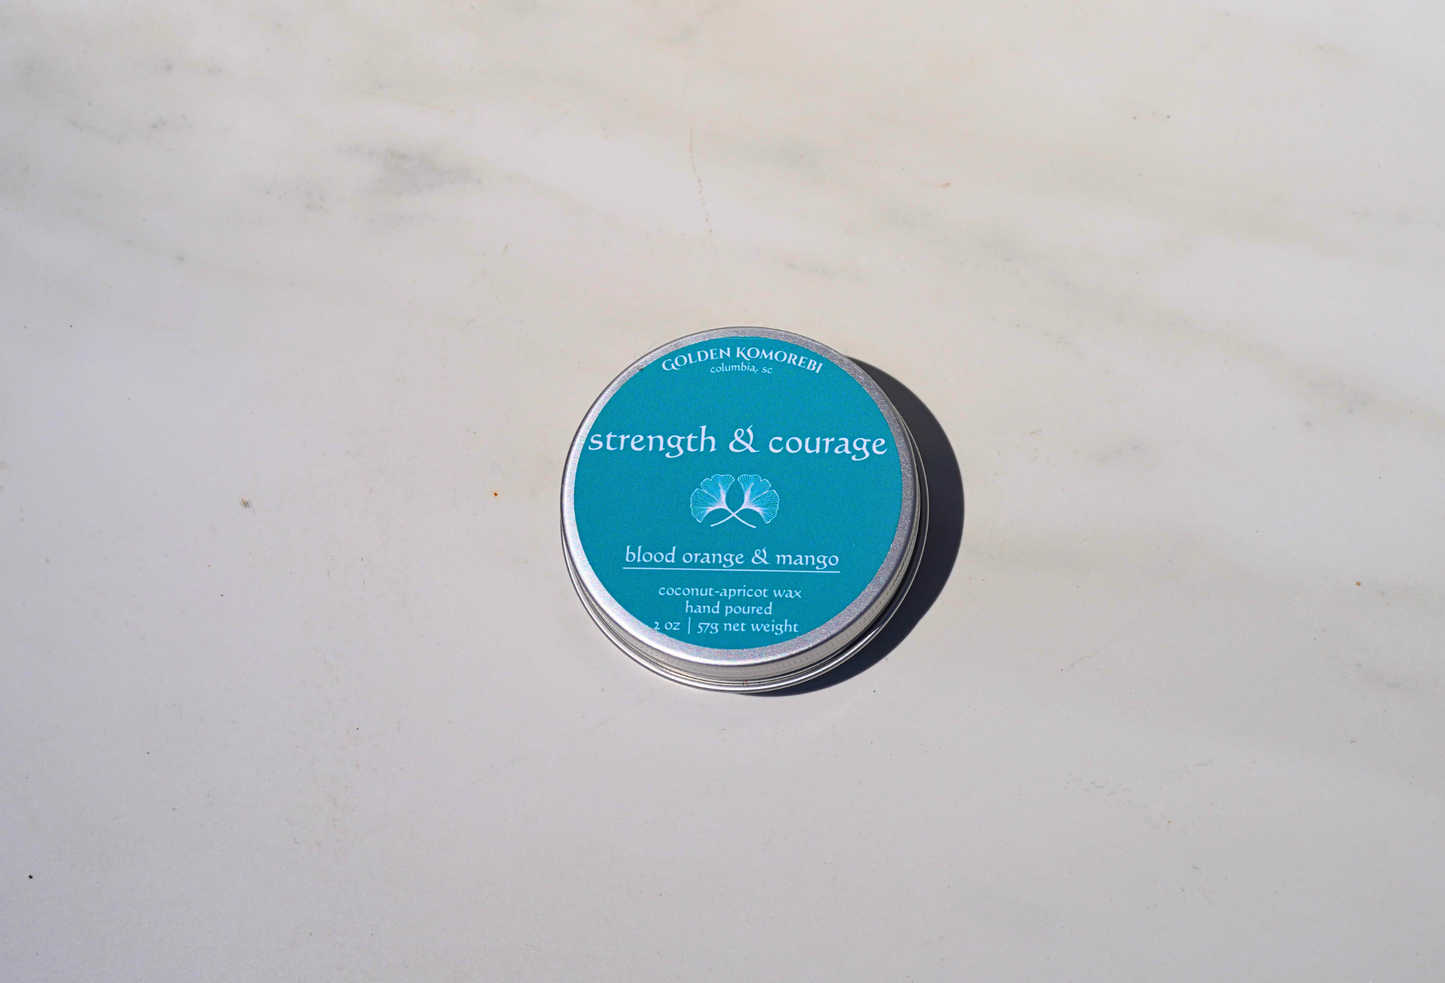 GOLDEN KOMOREBI
columbia, sc
strength & courage
blood orange & mango
coconut-apricot wax
hand poured
2 oz | 57g net weight